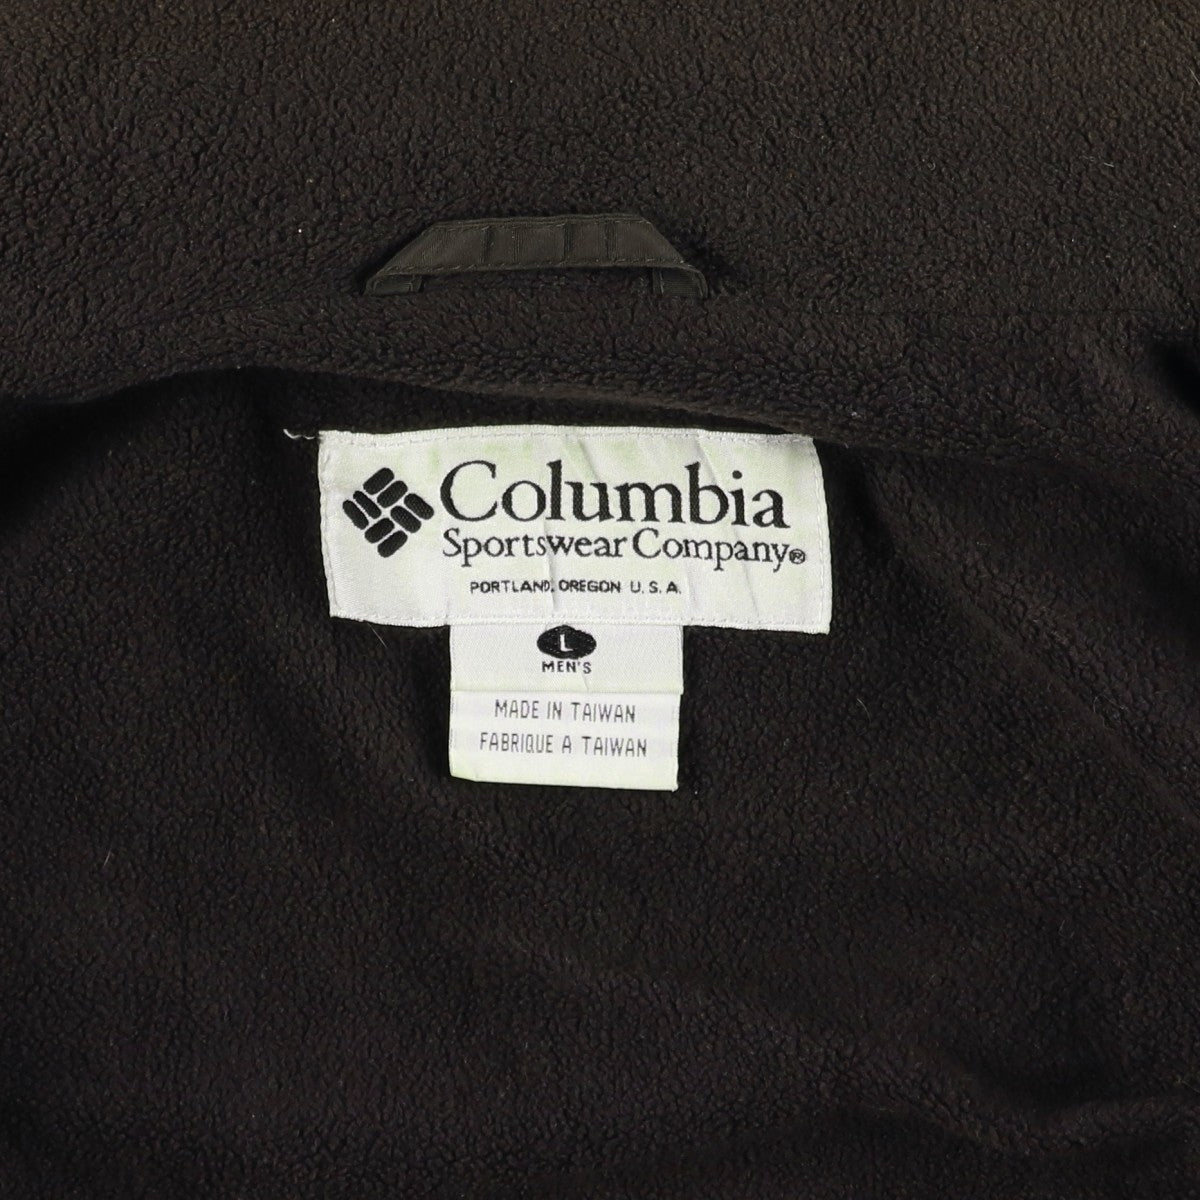 Columbia
Sportswear Company®
PORTLAND, OREGON U.S.A.
L
MEN'S
MADE IN TAIWAN
FABRIQUE A TAIWAN